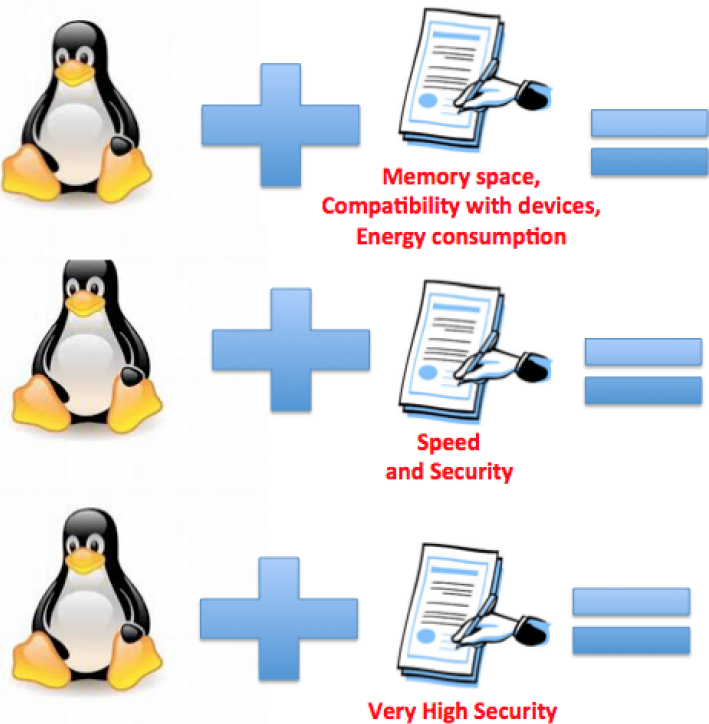 Memory space,
Compatibility with devices,
Energy consumption
Speed
and Security
Very High Security